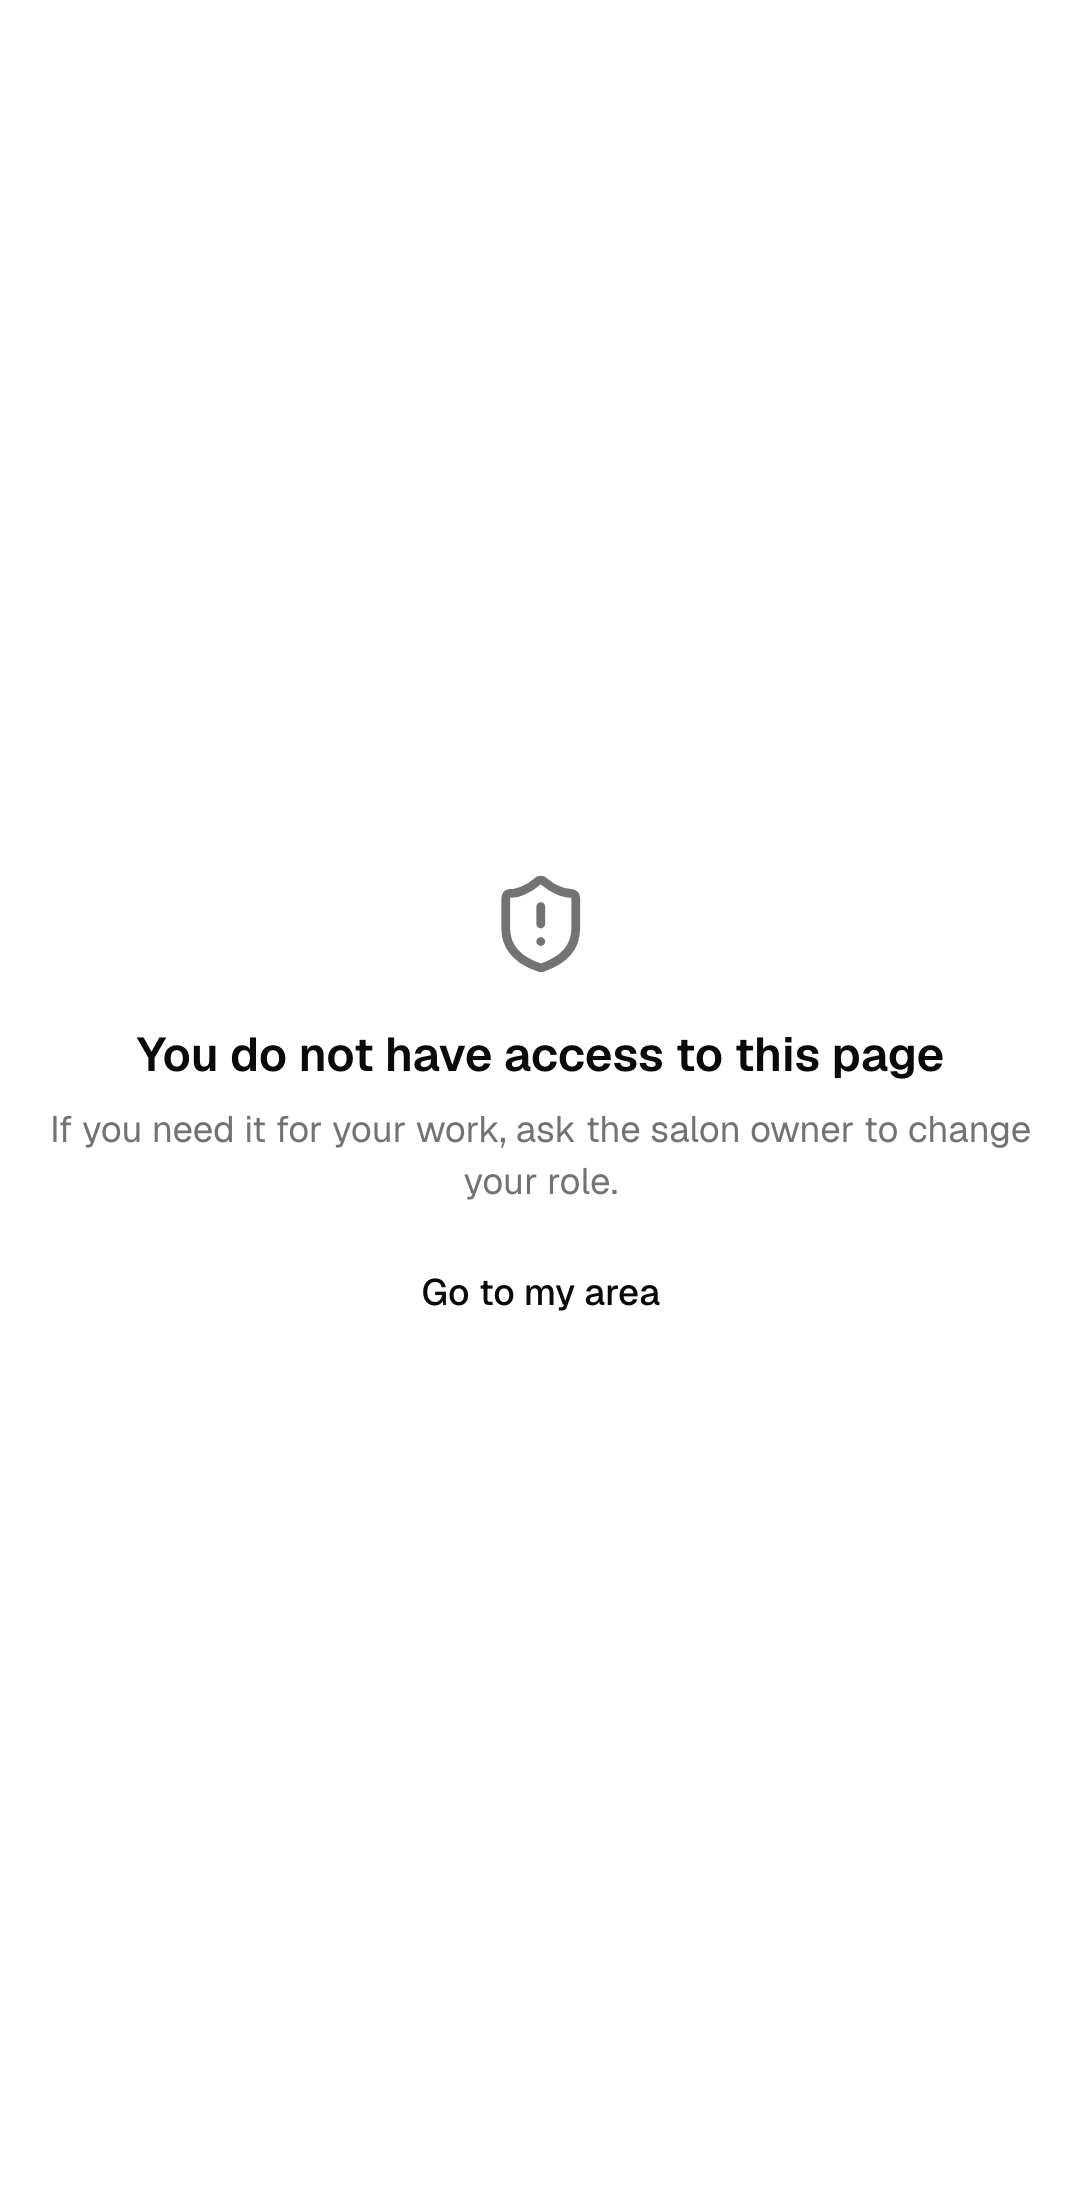 You do not have access to this page
If you need it for your work, ask the salon owner to change
your role.
Go to my area